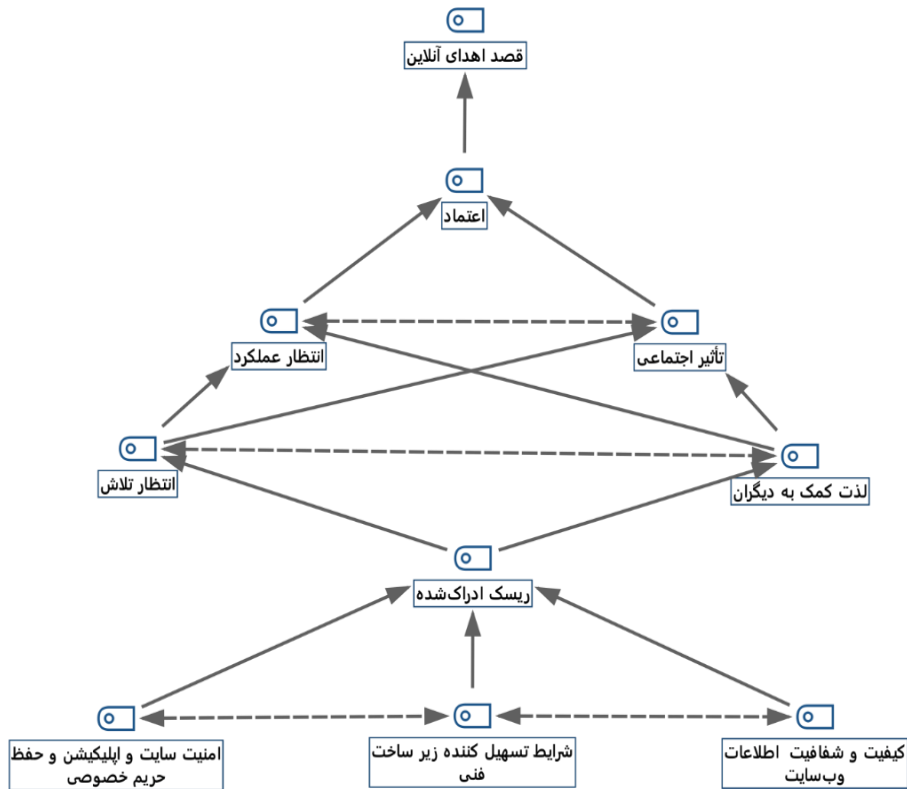 قصد اهدای آنلاین
اعتماد
تأثیر اجتماعی
انتظار عملکرد
لذت کمک به دیگران
انتظار تلاش
ریسک ادراک‌شده
کیفیت و شفافیت اطلاعات
وب‌سایت
شرایط تسهیل کننده زیر ساخت
فنی
امنیت سایت و اپلیکیشن و حفظ
حریم خصوصی